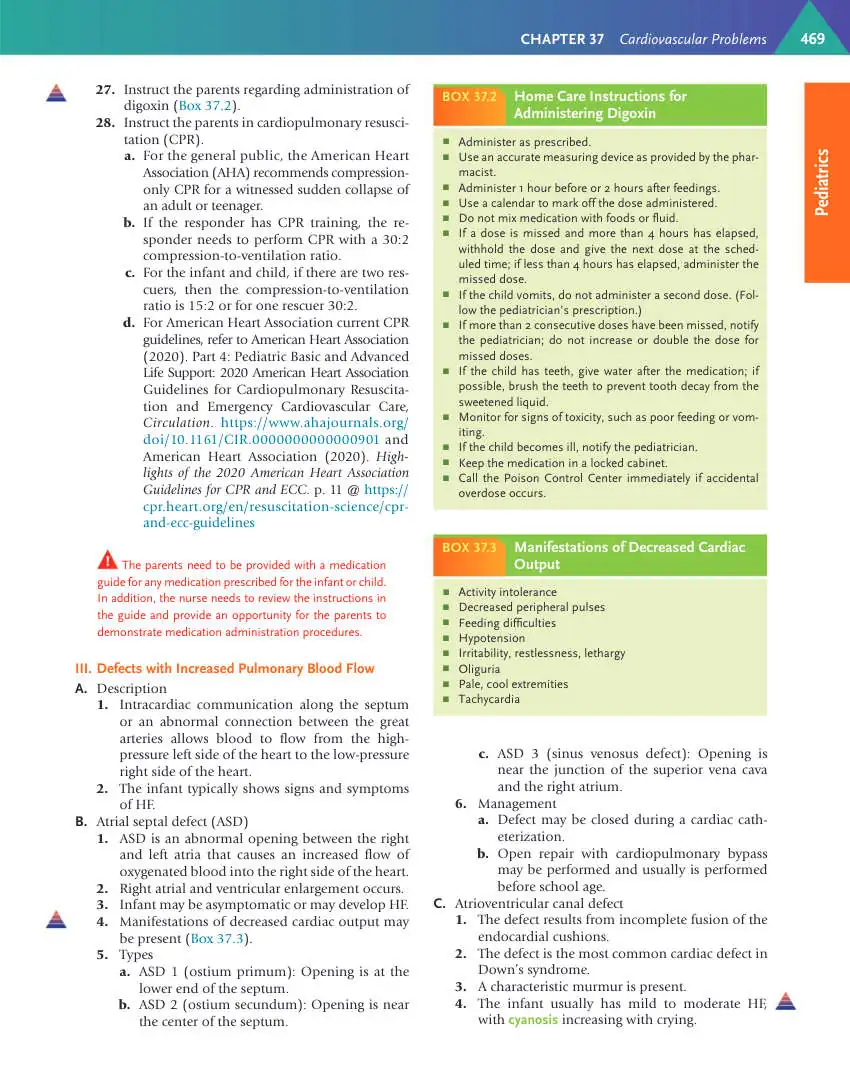 CHAPTER 37 Cardiovascular Problems 469
27. Instruct the parents regarding administration of
digoxin (Box 37.2).
28. Instruct the parents in cardiopulmonary resusci-
tation (CPR).
a. For the general public, the American Heart
Association (AHA) recommends compression-
only CPR for a witnessed sudden collapse of
an adult or teenager.
b. If the responder has CPR training, the re-
sponder needs to perform CPR with a 30:2
compression-to-ventilation ratio.
c. For the infant and child, if there are two res-
cuers, then the compression-to-ventilation
ratio is 15:2 or for one rescuer 30:2.
d. For American Heart Association current CPR
guidelines, refer to American Heart Association
(2020). Part 4: Pediatric Basic and Advanced
Life Support: 2020 American Heart Association
Guidelines for Cardiopulmonary Resuscita-
tion and Emergency Cardiovascular Care,
Circulation. https://www.ahajournals.org/
doi/10.1161/CIR.0000000000000901 and
American Heart Association (2020). High-
lights of the 2020 American Heart Association
Guidelines for CPR and ECC. p. 11 @ https://
cpr.heart.org/en/resuscitation-science/cpr-
and-ecc-guidelines
The parents need to be provided with a medication
guide for any medication prescribed for the infant or child.
In addition, the nurse needs to review the instructions in
the guide and provide an opportunity for the parents to
demonstrate medication administration procedures.
III. Defects with Increased Pulmonary Blood Flow
A. Description
1. Intracardiac communication along the septum
or an abnormal connection between the great
arteries allows blood to flow from the high-
pressure left side of the heart to the low-pressure
right side of the heart.
2. The infant typically shows signs and symptoms
of HF.
B. Atrial septal defect (ASD)
1. ASD is an abnormal opening between the right
and left atria that causes an increased flow of
oxygenated blood into the right side of the heart.
2. Right atrial and ventricular enlargement occurs.
3. Infant may be asymptomatic or may develop HF.
4. Manifestations of decreased cardiac output may
be present (Box 37.3).
5. Types
a. ASD 1 (ostium primum): Opening is at the
lower end of the septum.
b. ASD 2 (ostium secundum): Opening is near
the center of the septum.
BOX 37.2 Home Care Instructions for
Administering Digoxin
■ Administer as prescribed.
■ Use an accurate measuring device as provided by the phar-
macist.
■ Administer 1 hour before or 2 hours after feedings.
■ Use a calendar to mark off the dose administered.
■ Do not mix medication with foods or fluid.
■ If a dose is missed and more than 4 hours has elapsed,
withhold the dose and give the next dose at the sched-
uled time; if less than 4 hours has elapsed, administer the
missed dose.
■ If the child vomits, do not administer a second dose. (Fol-
low the pediatrician's prescription.)
■ If more than 2 consecutive doses have been missed, notify
the pediatrician; do not increase or double the dose for
missed doses.
■ If the child has teeth, give water after the medication; if
possible, brush the teeth to prevent tooth decay from the
sweetened liquid.
■ Monitor for signs of toxicity, such as poor feeding or vom-
iting.
■ If the child becomes ill, notify the pediatrician.
■ Keep the medication in a locked cabinet.
■ Call the Poison Control Center immediately if accidental
overdose occurs.
BOX 37.3 Manifestations of Decreased Cardiac
Output
■ Activity intolerance
■ Decreased peripheral pulses
■ Feeding difficulties
■ Hypotension
■ Irritability, restlessness, lethargy
■ Oliguria
■ Pale, cool extremities
■ Tachycardia
c. ASD 3 (sinus venosus defect): Opening is
near the junction of the superior vena cava
and the right atrium.
6. Management
a. Defect may be closed during a cardiac cath-
eterization.
b. Open repair with cardiopulmonary bypass
may be performed and usually is performed
before school age.
C. Atrioventricular canal defect
1. The defect results from incomplete fusion of the
endocardial cushions.
2. The defect is the most common cardiac defect in
Down's syndrome.
3. A characteristic murmur is present.
4. The infant usually has mild to moderate HF,
with cyanosis increasing with crying.
Pediatrics